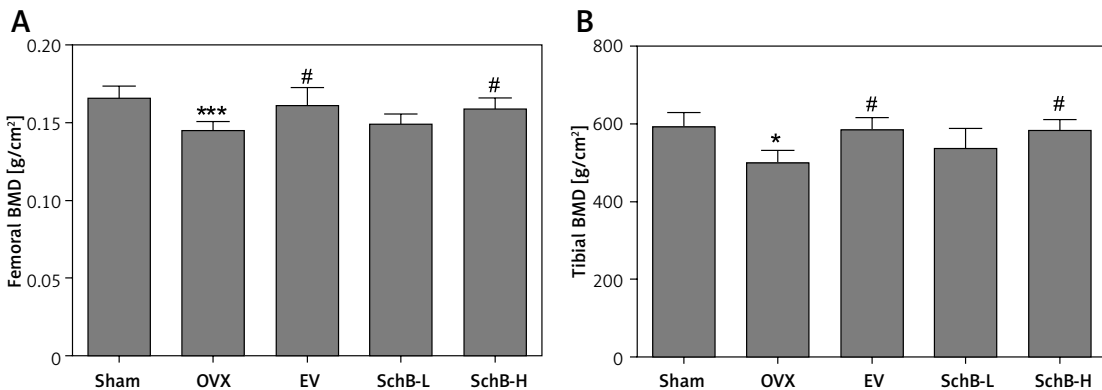 A
Femoral BMD [g/cm²]
0.20
0.15
0.10
0.05
0
***
#
#
Sham
OVX
EV
SchB-L
SchB-H
B
Tibial BMD [g/cm²]
800
600
400
200
0
*
#
#
Sham
OVX
EV
SchB-L
SchB-H